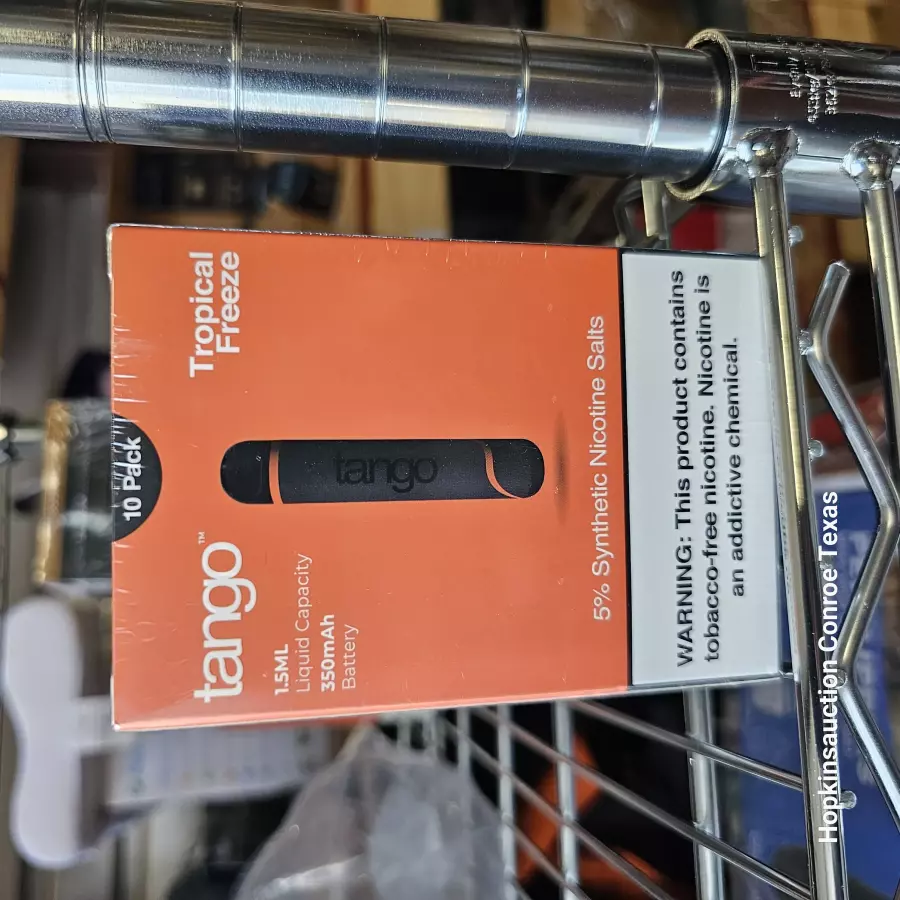 tango™
Tropical
Freeze
10 Pack
1.5ML
Liquid Capacity
350mAh
Battery
tango
5% Synthetic Nicotine Salts
WARNING: This product contains
tobacco-free nicotine. Nicotine is
an addictive chemical.
Hopkinsauction Conroe Texas